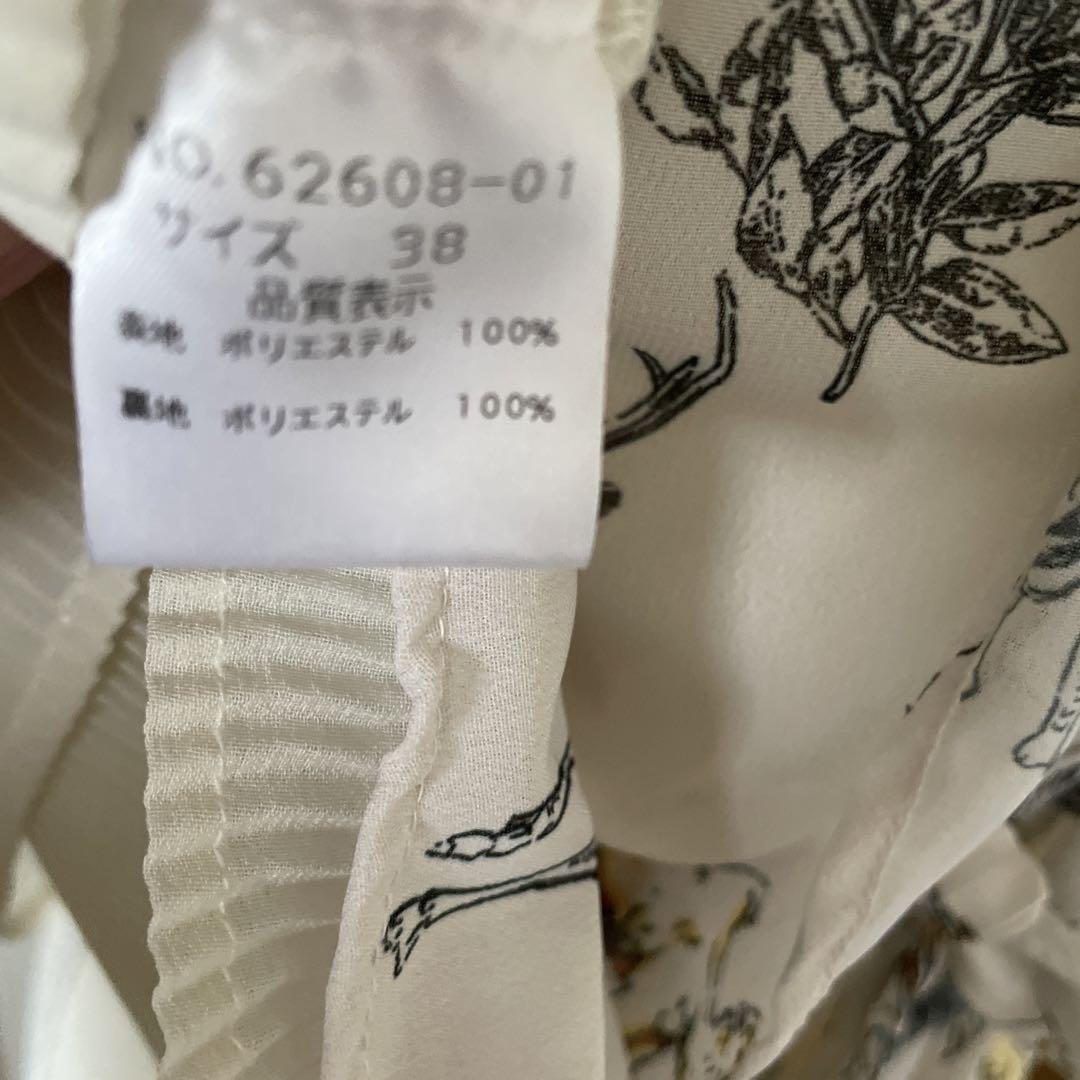 NO. 62608-01
サイズ 38
品質表示
表地 ポリエステル 100%
裏地 ポリエステル 100%